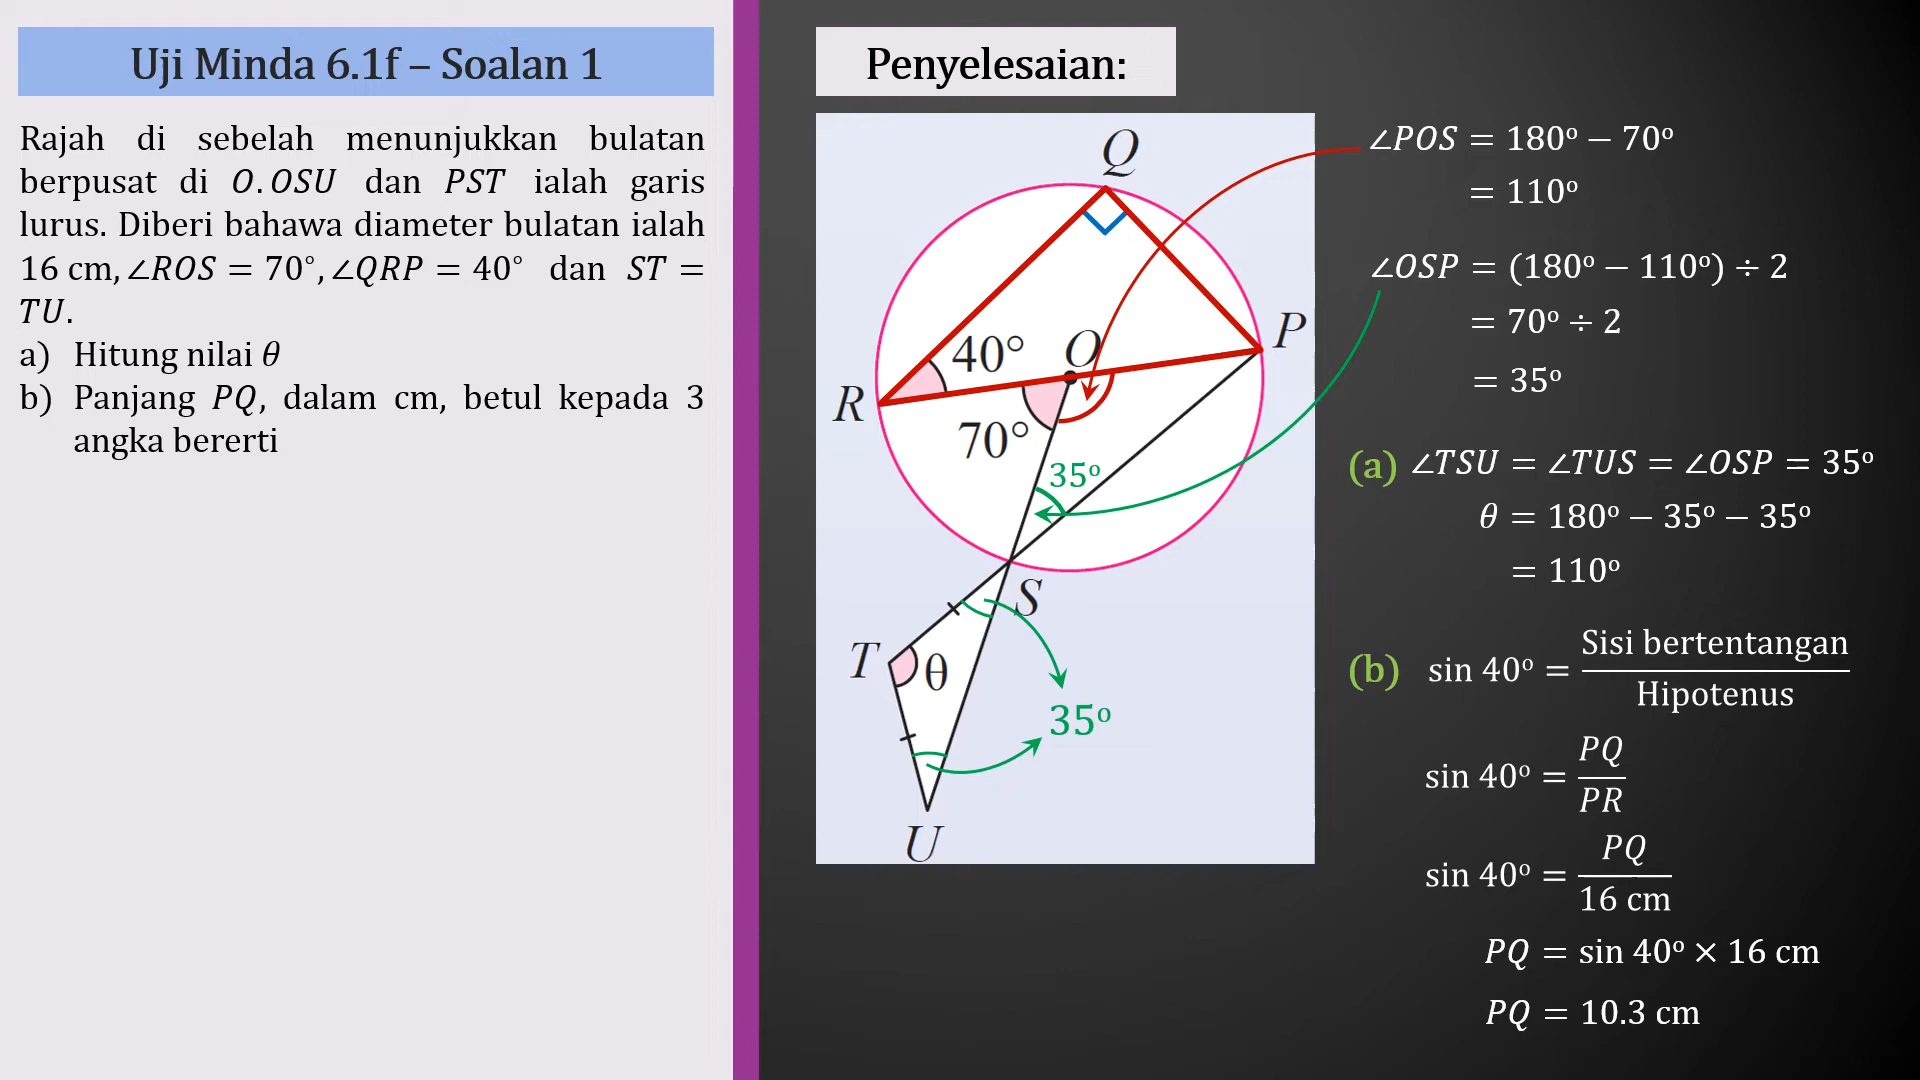 Uji Minda 6.1f – Soalan 1
Rajah di sebelah menunjukkan bulatan
berpusat di O. OSU dan PST ialah garis
lurus. Diberi bahawa diameter bulatan ialah
16 cm, ∠ROS = 70°, ∠QRP = 40° dan ST =
TU.
a) Hitung nilai θ
b) Panjang PQ, dalam cm, betul kepada 3
angka bererti
Penyelesaian:
Q
P
40°
O
R
70°
35°
S
T
θ
35°
U
∠POS = 180° − 70°
= 110°
∠OSP = (180° − 110°) ÷ 2
= 70° ÷ 2
= 35°
(a) ∠TSU = ∠TUS = ∠OSP = 35°
θ = 180° − 35° − 35°
= 110°
(b) sin 40° = Sisi bertentangan / Hipotenus
sin 40° = PQ / PR
sin 40° = PQ / 16 cm
PQ = sin 40° × 16 cm
PQ = 10.3 cm